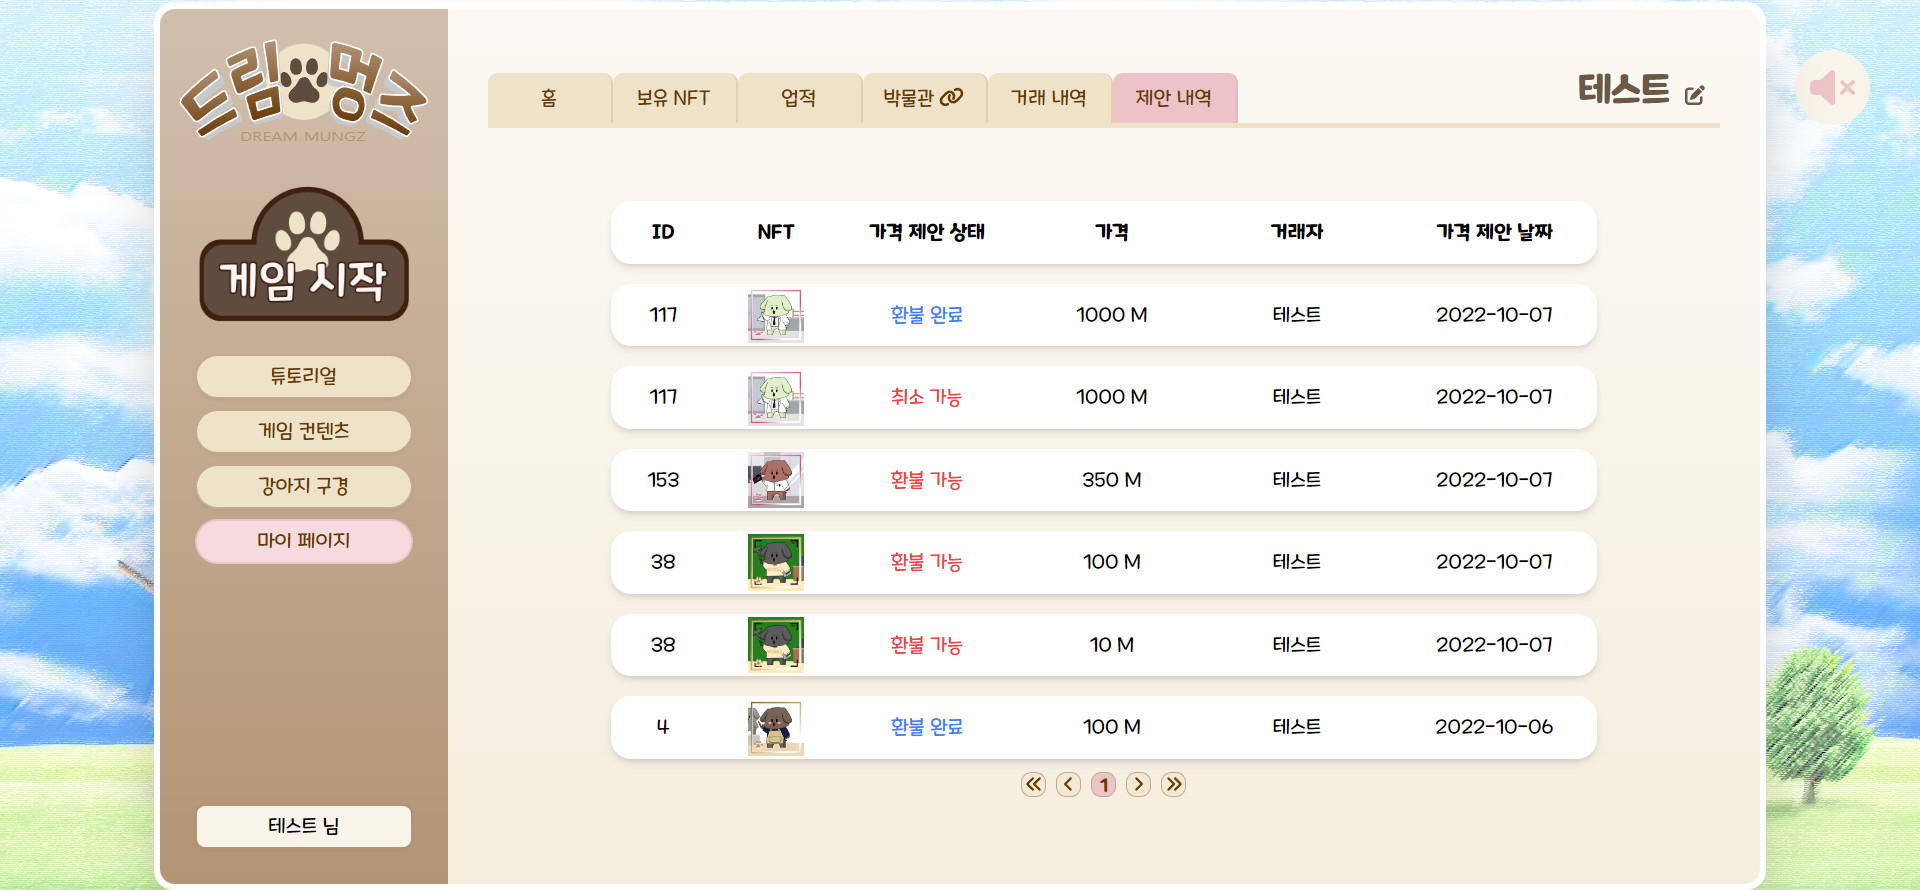 드림 멍즈
DREAM MUNGZ
게임 시작
튜토리얼
게임 컨텐츠
강아지 구경
마이 페이지
테스트 님
홈 보유 NFT 업적 박물관 거래 내역 제안 내역
테스트
ID NFT 가격 제안 상태 가격 거래자 가격 제안 날짜
117 환불 완료 1000 M 테스트 2022-10-07
117 취소 가능 1000 M 테스트 2022-10-07
153 환불 가능 350 M 테스트 2022-10-07
38 환불 가능 100 M 테스트 2022-10-07
38 환불 가능 10 M 테스트 2022-10-07
4 환불 완료 100 M 테스트 2022-10-06
1